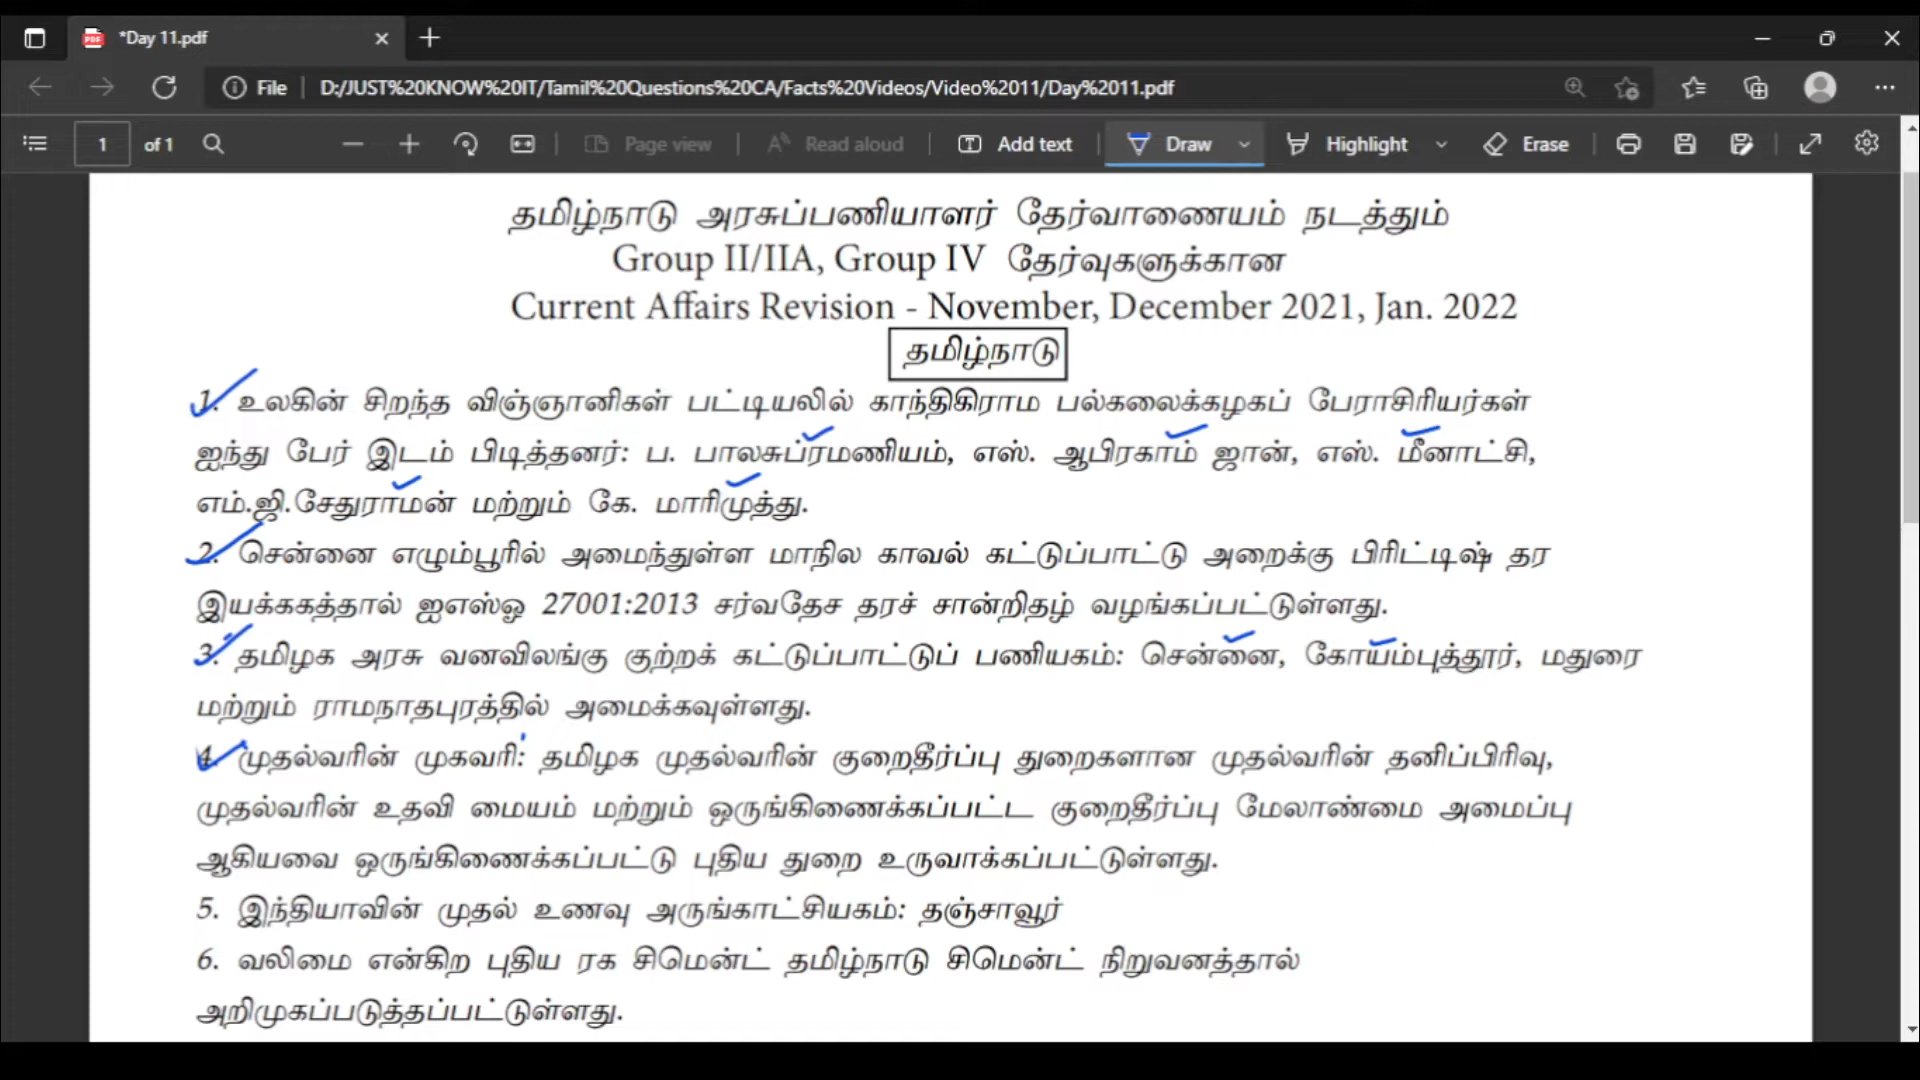 *Day 11.pdf
File D:/JUST%20KNOW%20IT/Tamil%20Questions%20CA/Facts%20Videos/Video%2011/Day%2011.pdf
1 of 1 Page view Read aloud Add text Draw Highlight Erase
தமிழ்நாடு அரசுப்பணியாளர் தேர்வாணையம் நடத்தும்
Group II/IIA, Group IV தேர்வுகளுக்கான
Current Affairs Revision - November, December 2021, Jan. 2022
தமிழ்நாடு
1. உலகின் சிறந்த விஞ்ஞானிகள் பட்டியலில் காந்திகிராம பல்கலைக்கழகப் பேராசிரியர்கள்
ஐந்து பேர் இடம் பிடித்தனர்: ப. பாலசுப்ரமணியம், எஸ். ஆபிரகாம் ஜான், எஸ். மீனாட்சி,
எம்.ஜி.சேதுராமன் மற்றும் கே. மாரிமுத்து.
2. சென்னை எழும்பூரில் அமைந்துள்ள மாநில காவல் கட்டுப்பாட்டு அறைக்கு பிரிட்டிஷ் தர
இயக்ககத்தால் ஐஎஸ்ஓ 27001:2013 சர்வதேச தரச் சான்றிதழ் வழங்கப்பட்டுள்ளது.
3. தமிழக அரசு வனவிலங்கு குற்றக் கட்டுப்பாட்டுப் பணியகம்: சென்னை, கோயம்புத்தூர், மதுரை
மற்றும் ராமநாதபுரத்தில் அமைக்கவுள்ளது.
4. முதல்வரின் முகவரி: தமிழக முதல்வரின் குறைதீர்ப்பு துறைகளான முதல்வரின் தனிப்பிரிவு,
முதல்வரின் உதவி மையம் மற்றும் ஒருங்கிணைக்கப்பட்ட குறைதீர்ப்பு மேலாண்மை அமைப்பு
ஆகியவை ஒருங்கிணைக்கப்பட்டு புதிய துறை உருவாக்கப்பட்டுள்ளது.
5. இந்தியாவின் முதல் உணவு அருங்காட்சியகம்: தஞ்சாவூர்
6. வலிமை என்கிற புதிய ரக சிமென்ட் தமிழ்நாடு சிமென்ட் நிறுவனத்தால்
அறிமுகப்படுத்தப்பட்டுள்ளது.